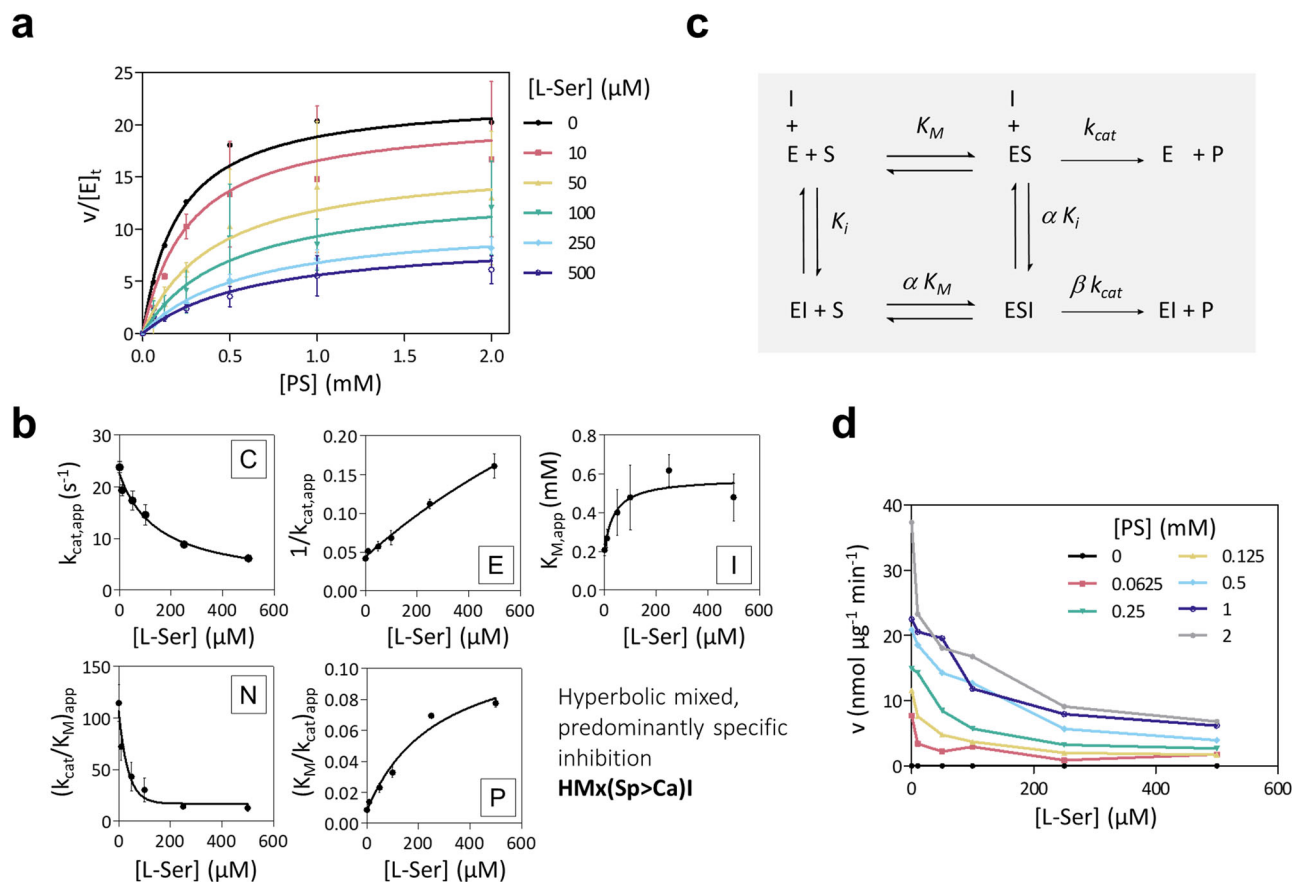 a
[L-Ser] (μM)
0
10
50
100
250
500
v/[E]t
25
20
15
10
5
0
0.0
0.5
1.0
1.5
2.0
[PS] (mM)
c
I I
+ KM + kcat
E + S ES E + P
Ki α Ki
α KM β kcat
EI + S ESI EI + P
b
kcat,app (s-1)
30
20
10
0
C
0 200 400 600
[L-Ser] (μM)
1/kcat,app
0.20
0.15
0.10
0.05
0.00
E
0 200 400 600
[L-Ser] (μM)
KM,app (mM)
0.8
0.6
0.4
0.2
0.0
I
0 200 400 600
[L-Ser] (μM)
(kcat/KM)app
150
100
50
0
N
0 200 400 600
[L-Ser] (μM)
(KM/kcat)app
0.10
0.08
0.06
0.04
0.02
0.00
P
0 200 400 600
[L-Ser] (μM)
Hyperbolic mixed,
predominantly specific
inhibition
HMx(Sp>Ca)I
d
v (nmol μg-1 min-1)
40
30
20
10
0
[PS] (mM)
0 0.125
0.0625 0.5
0.25 1
2
0 200 400 600
[L-Ser] (μM)